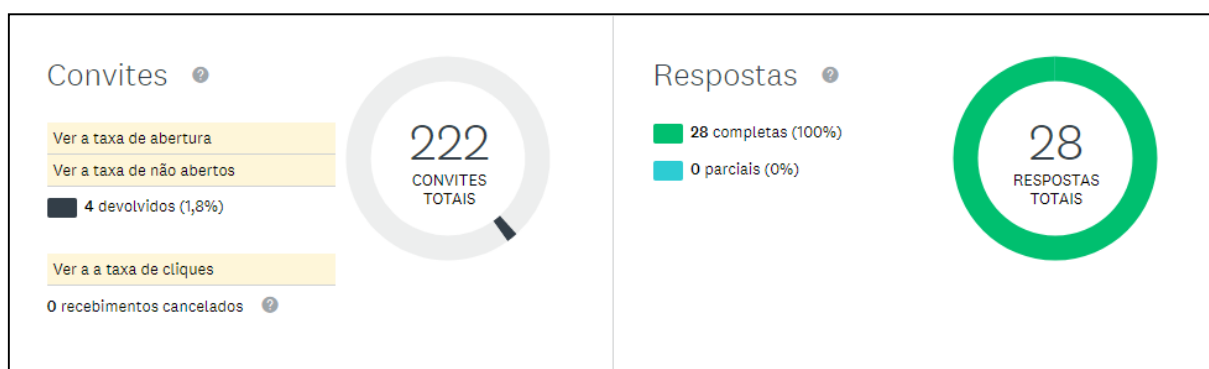 Convites ?
Ver a taxa de abertura
Ver a taxa de não abertos
4 devolvidos (1,8%)
Ver a a taxa de cliques
0 recebimentos cancelados ?
222
CONVITES
TOTAIS
Respostas ?
28 completas (100%)
0 parciais (0%)
28
RESPOSTAS
TOTAIS